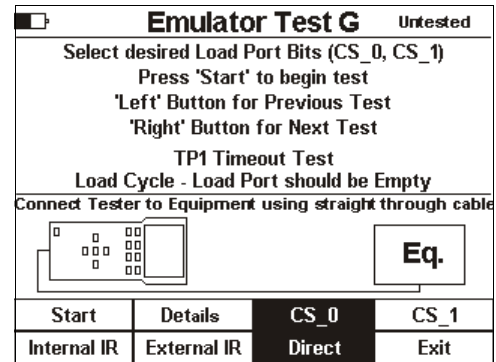 Emulator Test G Untested
Select desired Load Port Bits (CS_0, CS_1)
Press 'Start' to begin test
'Left' Button for Previous Test
'Right' Button for Next Test
TP1 Timeout Test
Load Cycle - Load Port should be Empty
Connect Tester to Equipment using straight through cable
Eq.
Start Details CS_0 CS_1
Internal IR External IR Direct Exit